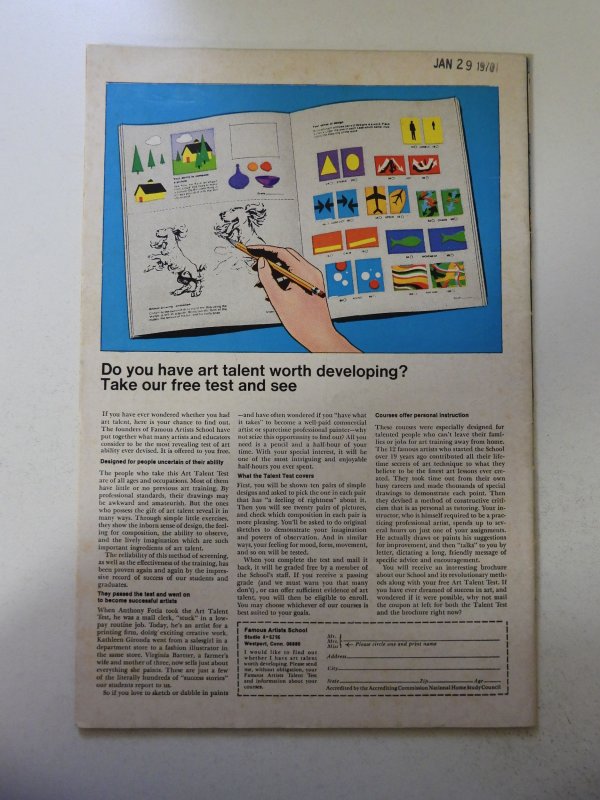 JAN 29
Do you have art talent worth developing?
Take our free test and see
If you have ever wondered whether you had
art talent, here is your chance to find out.
The founders of Famous Artists School have
put together what many artists and educators
consider to be the most revealing test of art
ability ever devised. It is offered to you free.
Designed for people uncertain of their ability
The people who take this Art Talent Test
are of all ages and occupations. Most of them
have little or no previous art training. By
professional standards, their drawings may
be awkward and amateurish. But the ones
who possess the gift of art talent reveal it in
many ways. Through simple little exercises,
they show the inborn sense of design, the feel-
ing for composition, the ability to observe,
and the lively imagination which are such
important ingredients of art talent.
The reliability of this method of screening,
as well as the effectiveness of the training, has
been proven again and again by the impres-
sive record of success of our students and
graduates.
They passed the test and went on
to become successful artists
When Anthony Fotia took the Art Talent
Test, he was a mail clerk, "stuck" in a low-
pay routine job. Today, he's an artist for a
printing firm, doing exciting creative work.
Kathleen Gironda went from a salesgirl in a
department store to a fashion illustrator in
the same store. Virginia Bartter, a farmer's
wife and mother of three, now sells just about
everything she paints. These are just a few
of the literally hundreds of "success stories"
our students report to us.
So if you love to sketch or dabble in paints
—and have often wondered if you "have what
it takes" to become a well-paid commercial
artist or sparetime professional painter—why
not seize this opportunity to find out? All you
need is a pencil and a half-hour of your
time. With your special interest, it will be
one of the most intriguing and enjoyable
half-hours you ever spent.
What the Talent Test covers
First, you will be shown ten pairs of simple
designs and asked to pick the one in each pair
that has "a feeling of rightness" about it.
Then you will see twenty pairs of pictures,
and check which composition in each pair is
more pleasing. You'll be asked to do original
sketches to demonstrate your imagination
and powers of observation. And in similar
ways, your feeling for mood, form, movement,
and so on will be tested.
When you complete the test and mail it
back, it will be graded free by a member of
the School's staff. If you receive a passing
grade (and we must warn you that many
don't), or can offer sufficient evidence of art
talent, you will then be eligible to enroll.
You may choose whichever of our courses is
best suited to your goals.
Courses offer personal instruction
These courses were especially designed for
talented people who can't leave their fami-
lies or jobs for art training away from home.
The 12 famous artists who started the School
over 19 years ago contributed all their life-
time secrets of art technique to what they
believe to be the finest art lessons ever cre-
ated. They took time out from their own
busy careers and made thousands of special
drawings to demonstrate each point. Then
they devised a method of constructive criti-
cism that is as personal as tutoring. Your in-
structor, who is himself required to be a prac-
ticing professional artist, spends up to sev-
eral hours on just one of your assignments.
He actually draws or paints his suggestions
for improvement, and then "talks" to you by
letter, dictating a long, friendly message of
specific advice and encouragement.
You will receive an interesting brochure
about our School and its revolutionary meth-
ods along with your free Art Talent Test. If
you have ever dreamed of success in art, and
wondered if it were possible, why not mail
the coupon at left for both the Talent Test
and the brochure right now?
Famous Artists School
Westport, Conn. 06880
I would like to find out
whether I have art talent
worth developing. Please send
me, without obligation, your
Famous Artists Talent Test
and information about your
courses.
Mr.
Mrs.
Miss
Please circle one and print name
Address
City
State Zip Age
Accredited by the Accrediting Commission National Home Study Council